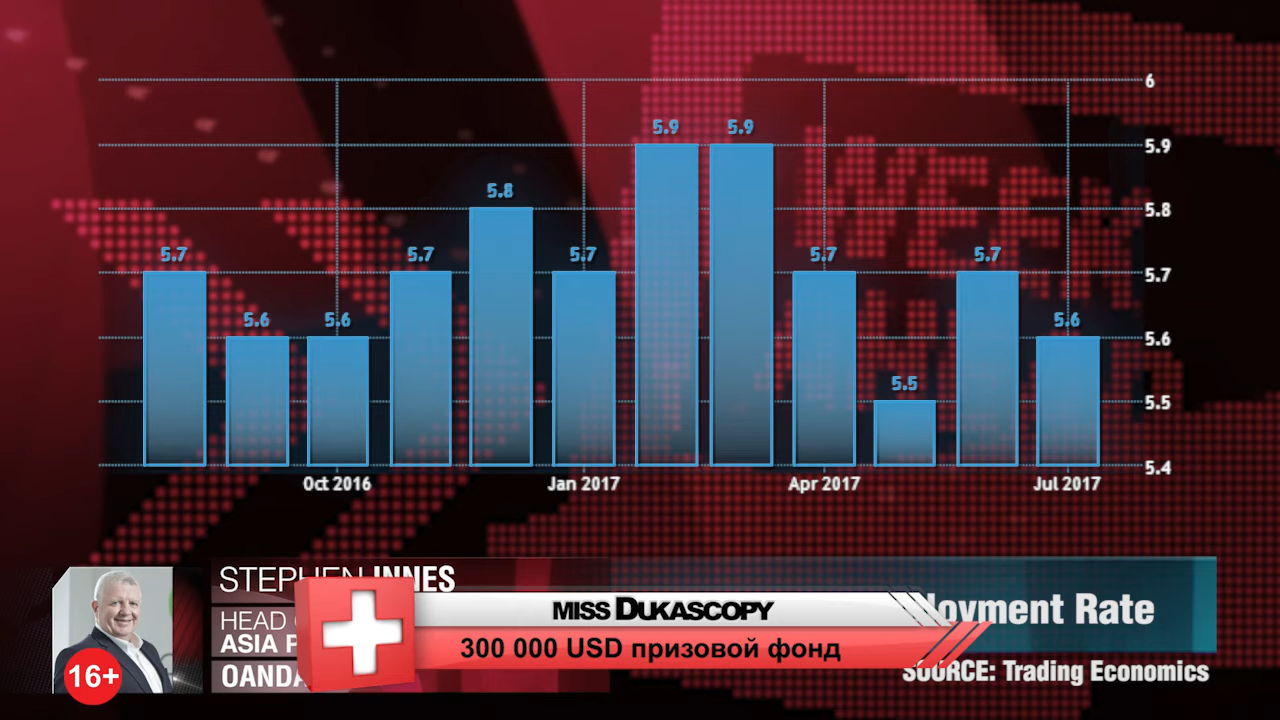 6
5.9 5.9
5.9
5.8
5.8
5.7 5.7 5.7 5.7 5.7
5.7
5.6 5.6 5.6
5.6
5.5
5.5
5.4
Oct 2016 Jan 2017 Apr 2017 Jul 2017
STEPHEN INNES
HEAD
ASIA
OANDA
16+
MISS DUKASCOPY
300 000 USD призовой фонд
Rate
SOURCE: Trading Economics